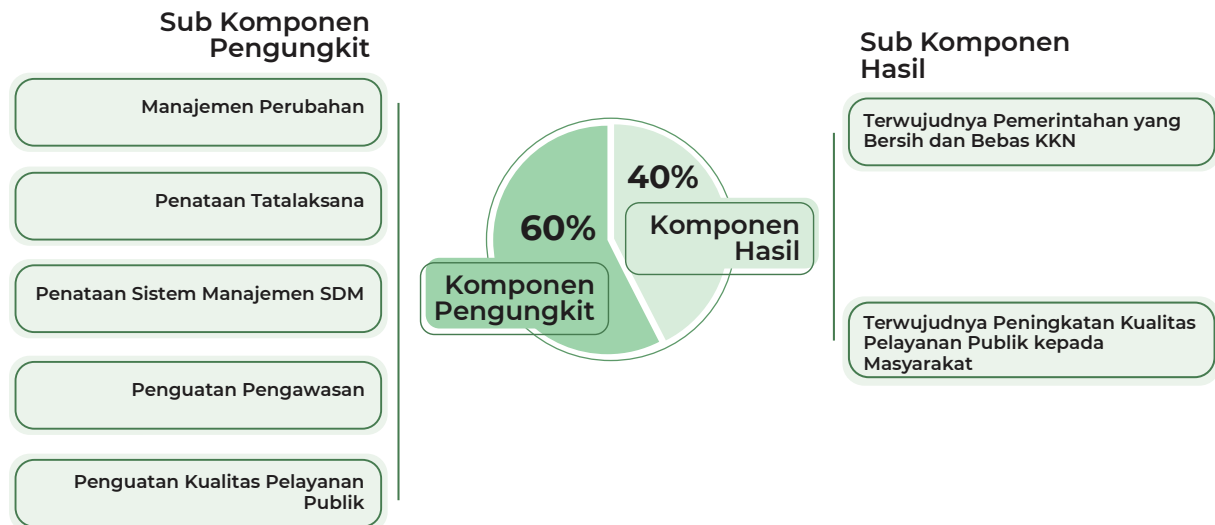 Sub Komponen
Pengungkit
Manajemen Perubahan
Penataan Tatalaksana
Penataan Sistem Manajemen SDM
Penguatan Pengawasan
Penguatan Kualitas Pelayanan
Publik
60%
Komponen
Pengungkit
40%
Komponen
Hasil
Sub Komponen
Hasil
Terwujudnya Pemerintahan yang
Bersih dan Bebas KKN
Terwujudnya Peningkatan Kualitas
Pelayanan Publik kepada
Masyarakat